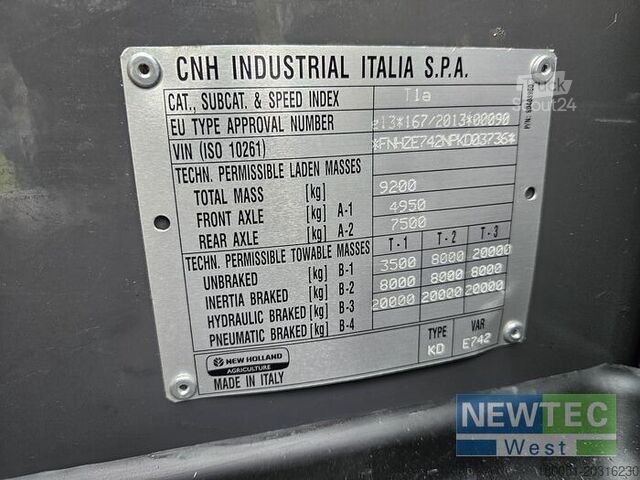 CNH INDUSTRIAL ITALIA S.P.A.
CAT., SUBCAT. & SPEED INDEX T1a
EU TYPE APPROVAL NUMBER e13*167/2013*00090
VIN (ISO 10261) *FNHZE742NPKD03736*
TECHN. PERMISSIBLE LADEN MASSES
TOTAL MASS [kg] 9200
FRONT AXLE [kg] A-1 4950
REAR AXLE [kg] A-2 7500
TECHN. PERMISSIBLE TOWABLE MASSES T-1 T-2 T-3
UNBRAKED [kg] B-1 3500 8000 20000
INERTIA BRAKED [kg] B-2 8000 8000 8000
HYDRAULIC BRAKED [kg] B-3 20000 20000 20000
PNEUMATIC BRAKED [kg] B-4
TYPE KD VAR E742
NEW HOLLAND
AGRICULTURE
MADE IN ITALY
P/N:
Truck
Scout24
NEWTEC
West